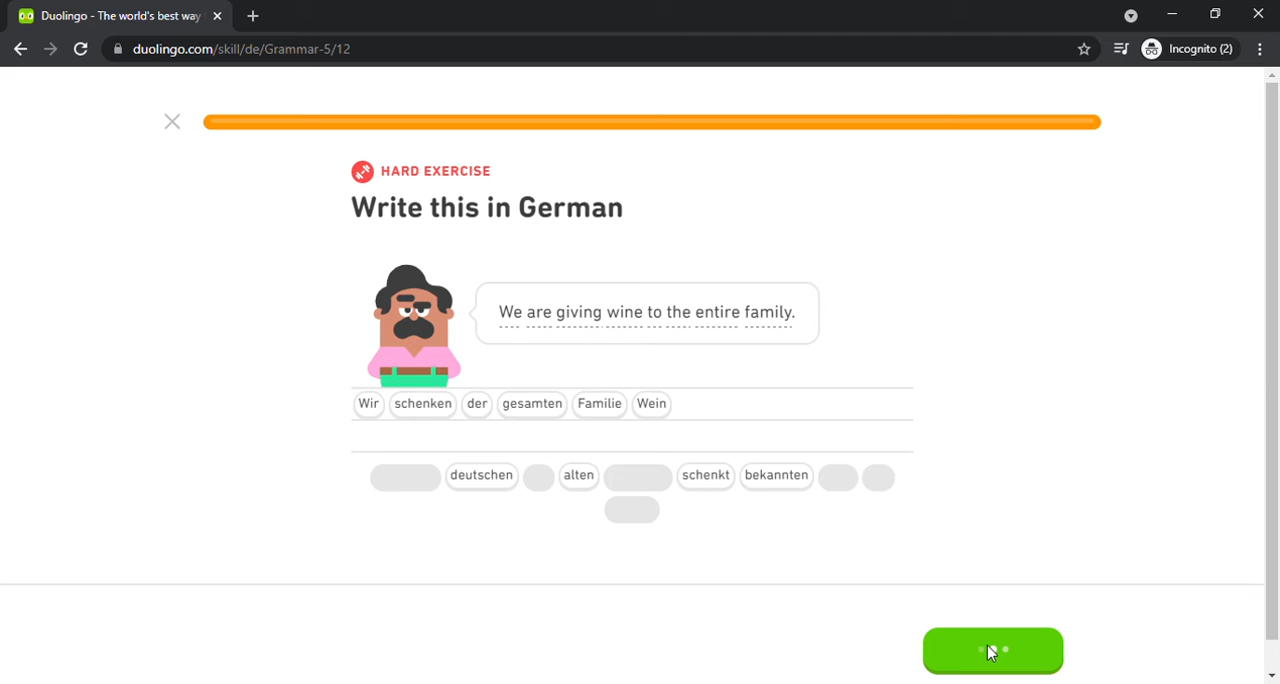 Duolingo - The world's best way
duolingo.com/skill/de/Grammar-5/12
Incognito (2)
HARD EXERCISE
Write this in German
We are giving wine to the entire family.
Wir schenken der gesamten Familie Wein
deutschen alten schenkt bekannten